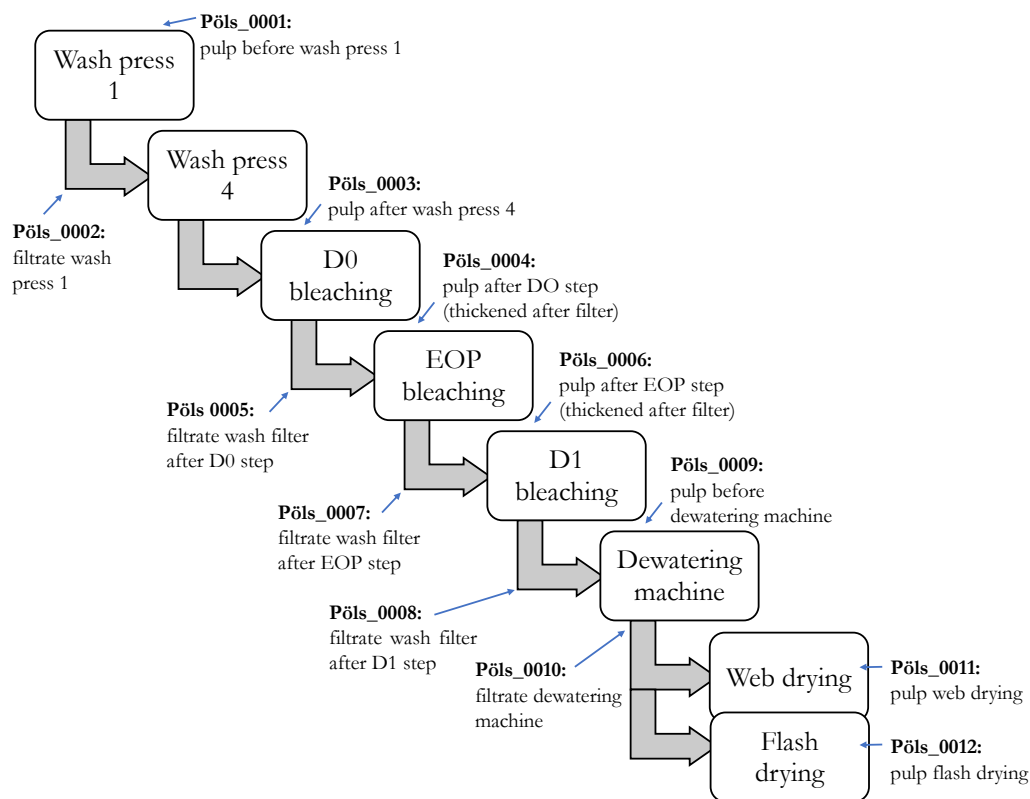 Pöls_0001:
pulp before wash press 1
Wash press
1
Wash press
4
Pöls_0002:
filtrate wash
press 1
Pöls_0003:
pulp after wash press 4
D0
bleaching
Pöls_0004:
pulp after DO step
(thickened after filter)
EOP
bleaching
Pöls 0005:
filtrate wash filter
after D0 step
Pöls_0006:
pulp after EOP step
(thickened after filter)
D1
bleaching
Pöls_0007:
filtrate wash filter
after EOP step
Pöls_0009:
pulp before
dewatering machine
Dewatering
machine
Pöls_0008:
filtrate wash filter
after D1 step
Pöls_0010:
filtrate dewatering
machine
Web drying
Pöls_0011:
pulp web drying
Flash
drying
Pöls_0012:
pulp flash drying